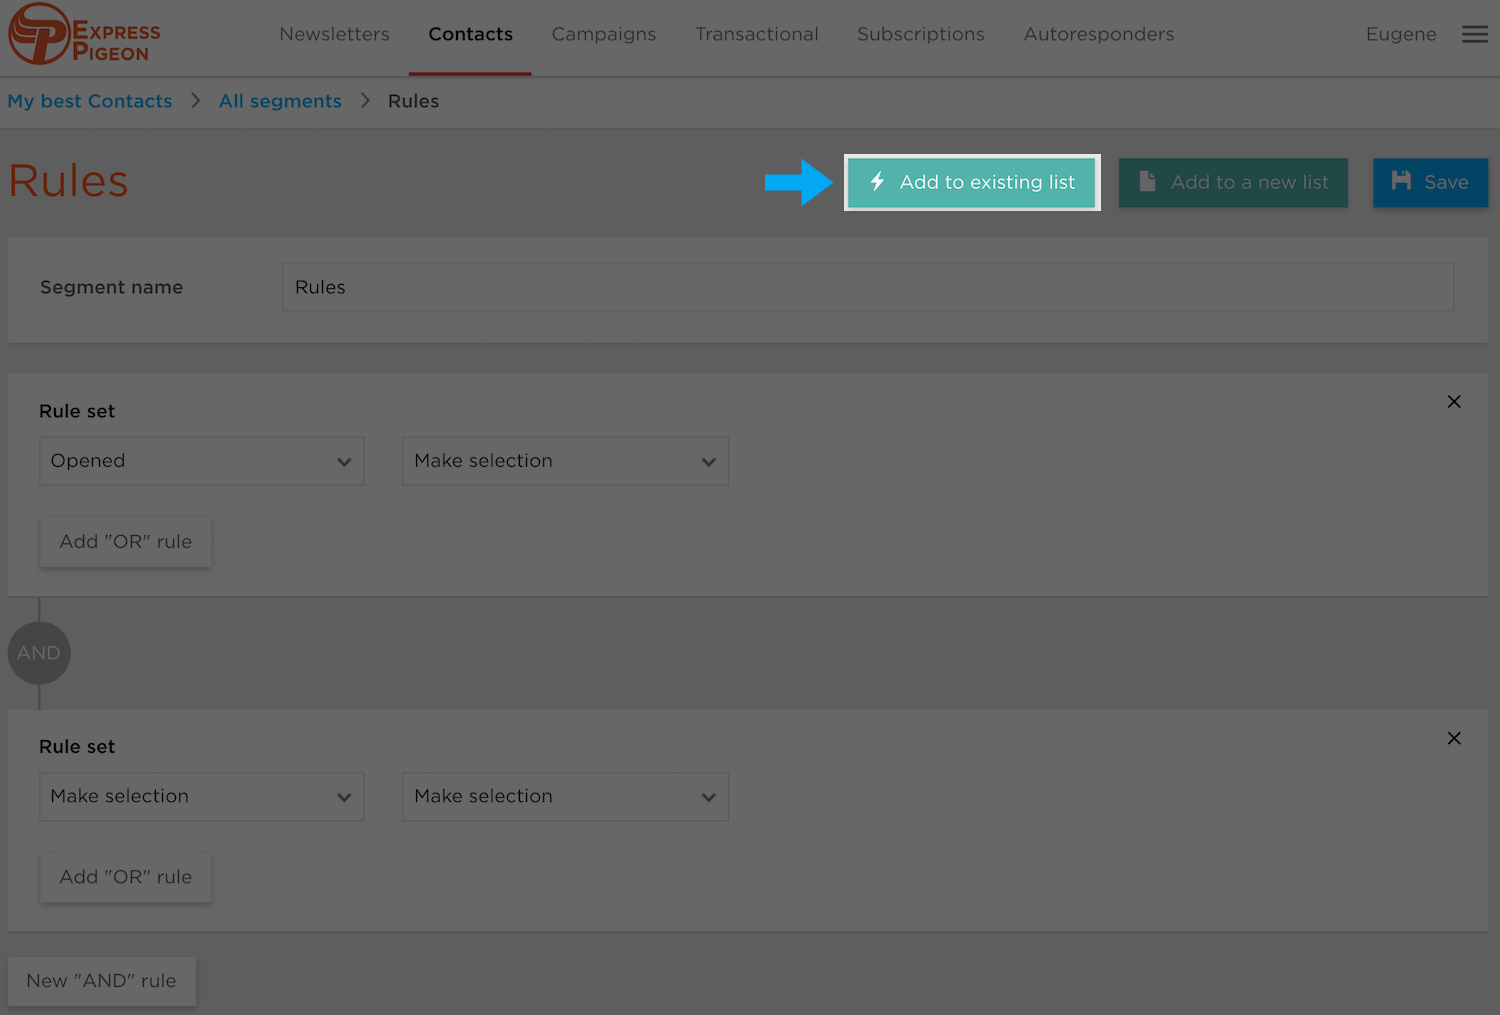 EXPRESS
PIGEON
Newsletters Contacts Campaigns Transactional Subscriptions Autoresponders Eugene
My best Contacts All segments Rules
Rules
Add to existing list
Add to a new list
Save
Segment name
Rules
Rule set
Opened Make selection
Add "OR" rule
AND
Rule set
Make selection Make selection
Add "OR" rule
New "AND" rule